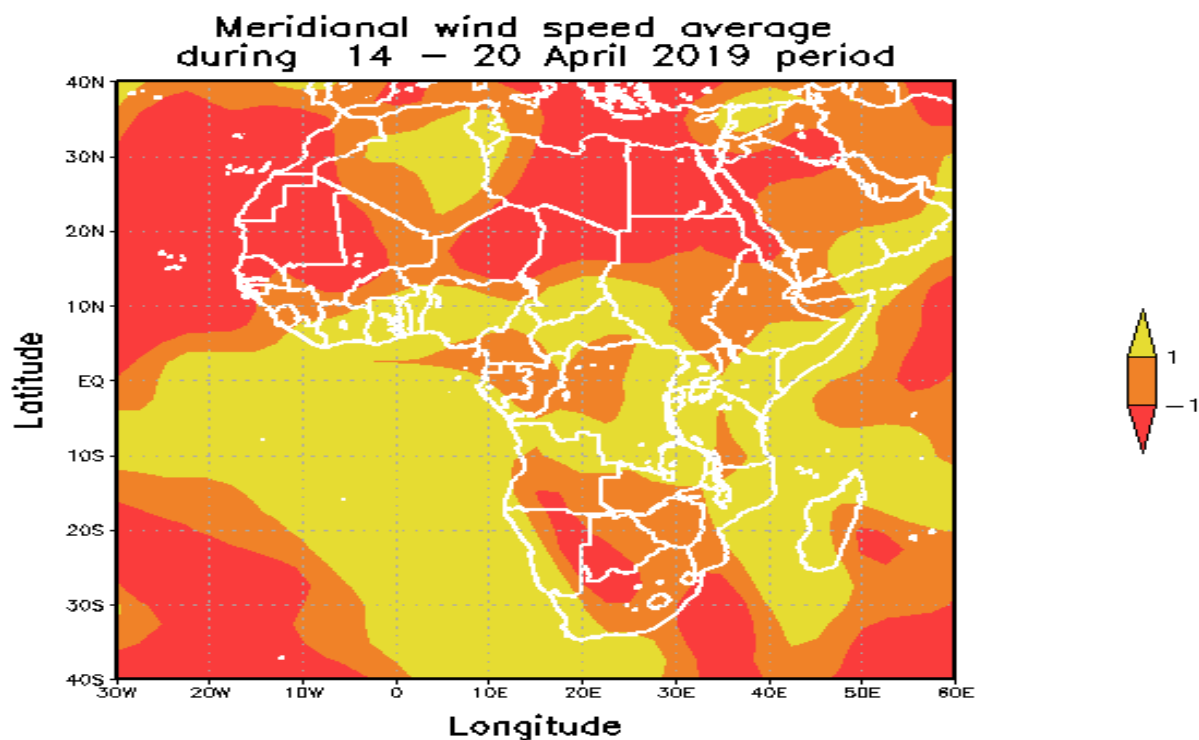 Meridianal wind speed average
during 14 – 20 April 2019 period
40N
30N
20N
10N
EQ
10S
20S
30S
40S
30W
20W
10W
0
10E
20E
30E
40E
50E
60E
Latitude
Longitude
1
−1